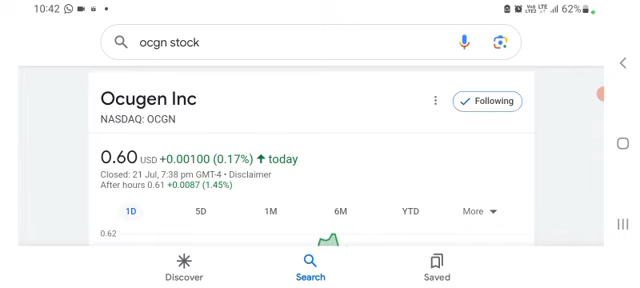 10:42 62%
ocgn stock
Ocugen Inc
Following
NASDAQ: OCGN
0.60 USD +0.00100 (0.17%) ↑ today
Closed: 21 Jul, 7:38 pm GMT-4 • Disclaimer
After hours 0.61 +0.0087 (1.45%)
1D 5D 1M 6M YTD More
0.62
Discover Search Saved